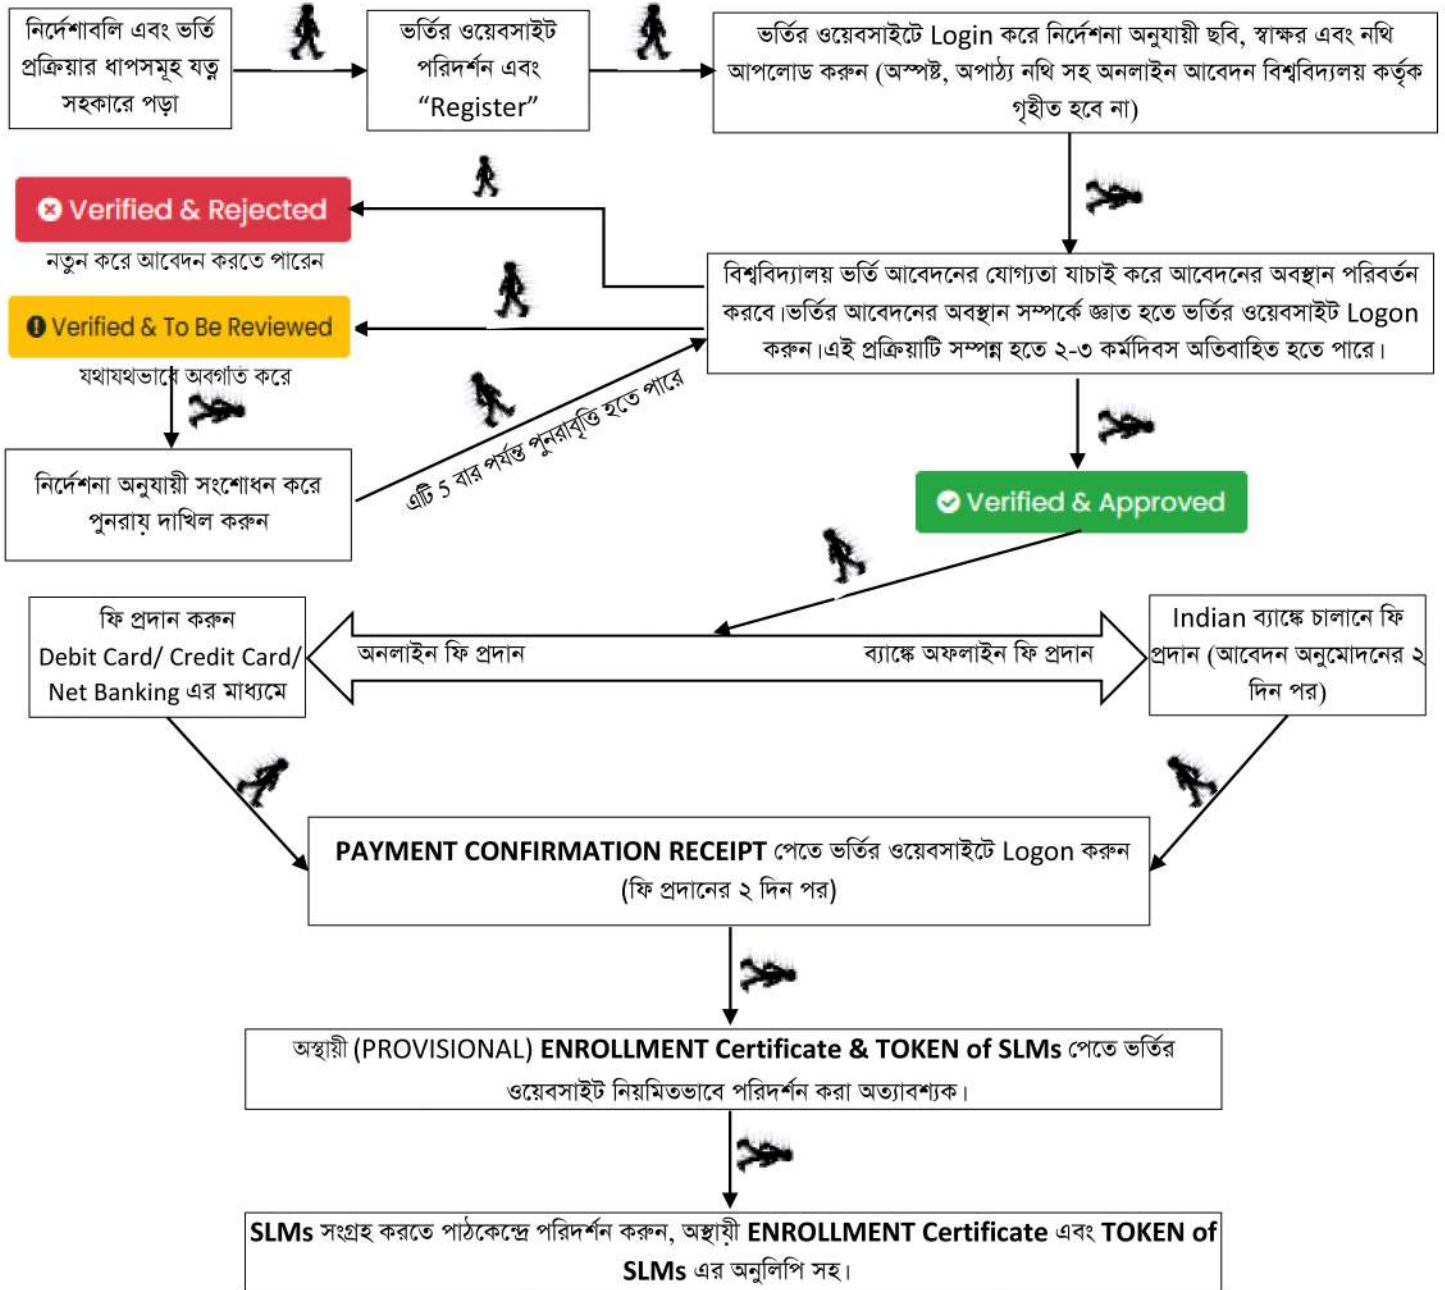 নির্দেশাবলি এবং ভর্তি
প্রক্রিয়ার ধাপসমূহ যত্ন
সহকারে পড়া
ভর্তির ওয়েবসাইট
পরিদর্শন এবং
“Register”
ভর্তির ওয়েবসাইটে Login করে নির্দেশনা অনুযায়ী ছবি, স্বাক্ষর এবং নথি
আপলোড করুন (অস্পষ্ট, অপাঠ্য নথি সহ অনলাইন আবেদন বিশ্ববিদ্যালয় কর্তৃক
গৃহীত হবে না)
Verified & Rejected
নতুন করে আবেদন করতে পারেন
Verified & To Be Reviewed
যথাযথভাবে অবগতি করে
বিশ্ববিদ্যালয় ভর্তি আবেদনের যোগ্যতা যাচাই করে আবেদনের অবস্থান পরিবর্তন
করবে।ভর্তির আবেদনের অবস্থান সম্পর্কে জ্ঞাত হতে ভর্তির ওয়েবসাইট Logon
করুন।এই প্রক্রিয়াটি সম্পন্ন হতে ২-৩ কর্মদিবস অতিবাহিত হতে পারে।
নির্দেশনা অনুযায়ী সংশোধন করে
পুনরায় দাখিল করুন
এটি 5 বার পর্যন্ত পুনরাবৃত্তি হতে পারে
Verified & Approved
ফি প্রদান করুন
Debit Card/ Credit Card/
Net Banking এর মাধ্যমে
অনলাইন ফি প্রদান
ব্যাঙ্কে অফলাইন ফি প্রদান
Indian ব্যাঙ্কে চালানে ফি
প্রদান (আবেদন অনুমোদনের ২
দিন পর)
PAYMENT CONFIRMATION RECEIPT পেতে ভর্তির ওয়েবসাইটে Logon করুন
(ফি প্রদানের ২ দিন পর)
অস্থায়ী (PROVISIONAL) ENROLLMENT Certificate & TOKEN of SLMs পেতে ভর্তির
ওয়েবসাইট নিয়মিতভাবে পরিদর্শন করা অত্যাবশ্যক।
SLMs সংগ্রহ করতে পাঠকেন্দ্রে পরিদর্শন করুন, অস্থায়ী ENROLLMENT Certificate এবং TOKEN of
SLMs এর অনুলিপি সহ।